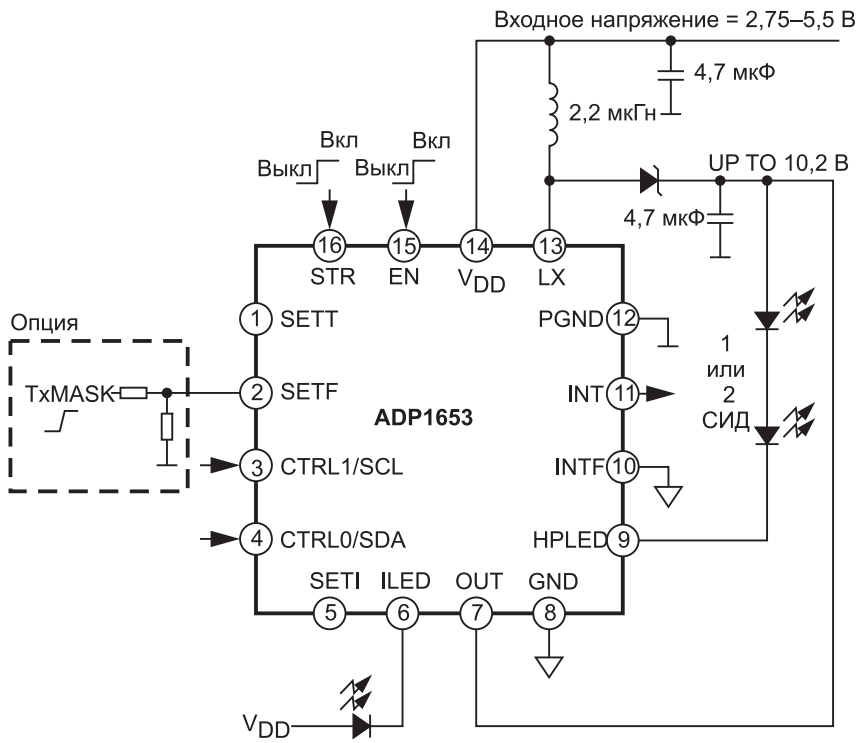 Входное напряжение = 2,75–5,5 В
4,7 мкФ
2,2 мкГн
Вкл
Вкл
Выкл
Выкл
UP TO 10,2 В
4,7 мкФ
16
15
14
13
STR
EN
VDD
LX
Опция
1
SETT
PGND
12
TxMASK
2
SETF
ADP1653
INT
11
1
или
2
СИД
3
CTRL1/SCL
INTF
10
4
CTRL0/SDA
HPLED
9
SETI
ILED
OUT
GND
5
6
7
8
VDD